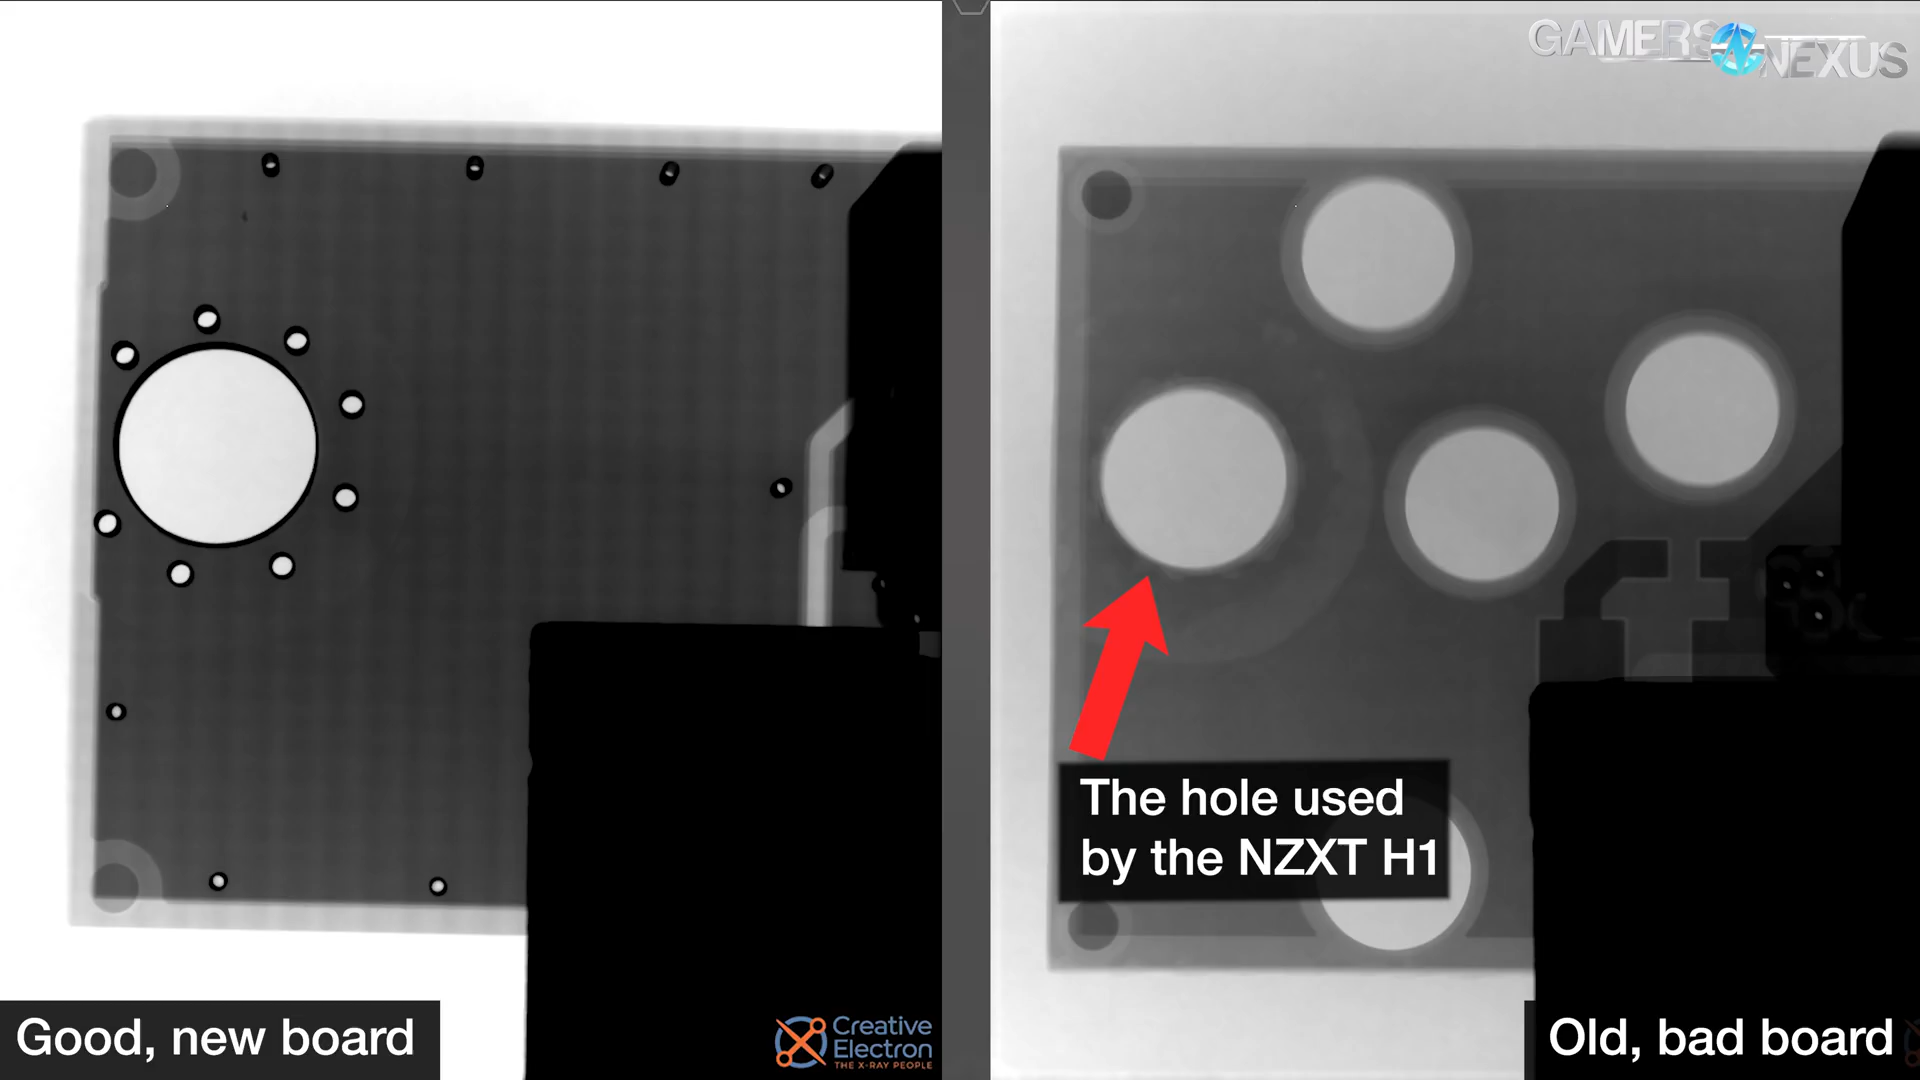 GAMERS NEXUS
The hole used
by the NZXT H1
Good, new board
Creative
Electron
THE X-RAY PEOPLE
Old, bad board